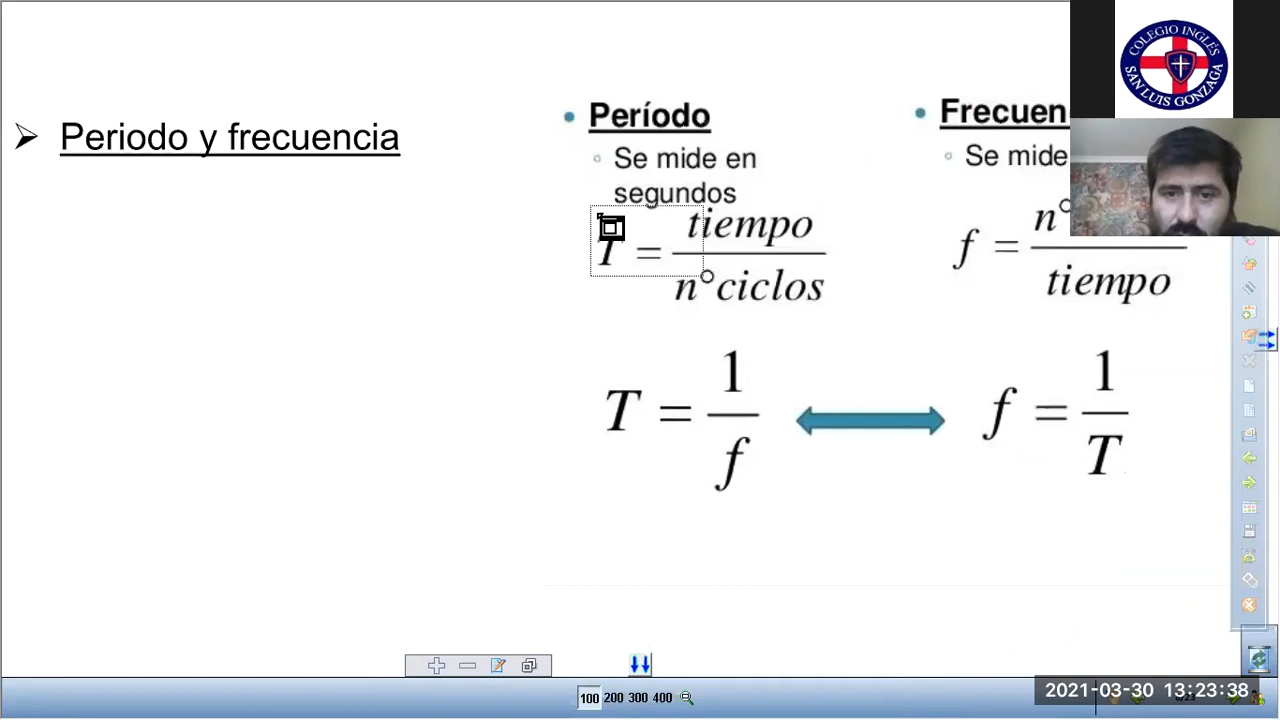 COLEGIO INGLÉS
SAN LUIS GONZAGA
➢ Periodo y frecuencia
• Período
◦ Se mide en
segundos
T = tiempo
n°ciclos
T = 1
f
• Frecuen
◦ Se mide
f = n°
tiempo
f = 1
T
100 200 300 400
2021-03-30 13:23:38